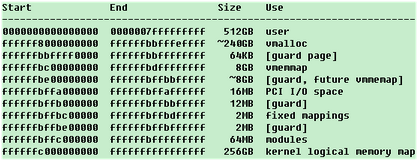 Start End Size Use
--------------------------------------------------------------------
0000000000000000 0000007fffffffff 512GB user
ffffff8000000000 ffffffbbfffeffff ~240GB vmalloc
ffffffbbffff0000 ffffffbbffffffff 64KB [guard page]
ffffffbc00000000 ffffffbdffffffff 8GB vmemmap
ffffffbe00000000 ffffffbffbbfffff ~8GB [guard, future vmmemap]
ffffffbffa000000 ffffffbffaffffff 16MB PCI I/O space
ffffffbffb000000 ffffffbffbbfffff 12MB [guard]
ffffffbffbc00000 ffffffbffbdfffff 2MB fixed mappings
ffffffbffbe00000 ffffffbffbffffff 2MB [guard]
ffffffbffc000000 ffffffbfffffffff 64MB modules
ffffffc000000000 ffffffffffffffff 256GB kernel logical memory map